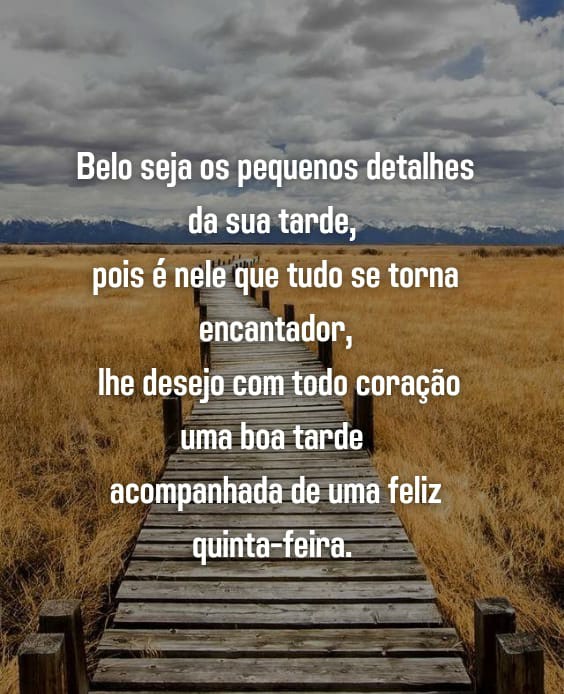 Belo seja os pequenos detalhes
da sua tarde,
pois é nele que tudo se torna
encantador,
lhe desejo com todo coração
uma boa tarde
acompanhada de uma feliz
quinta-feira.